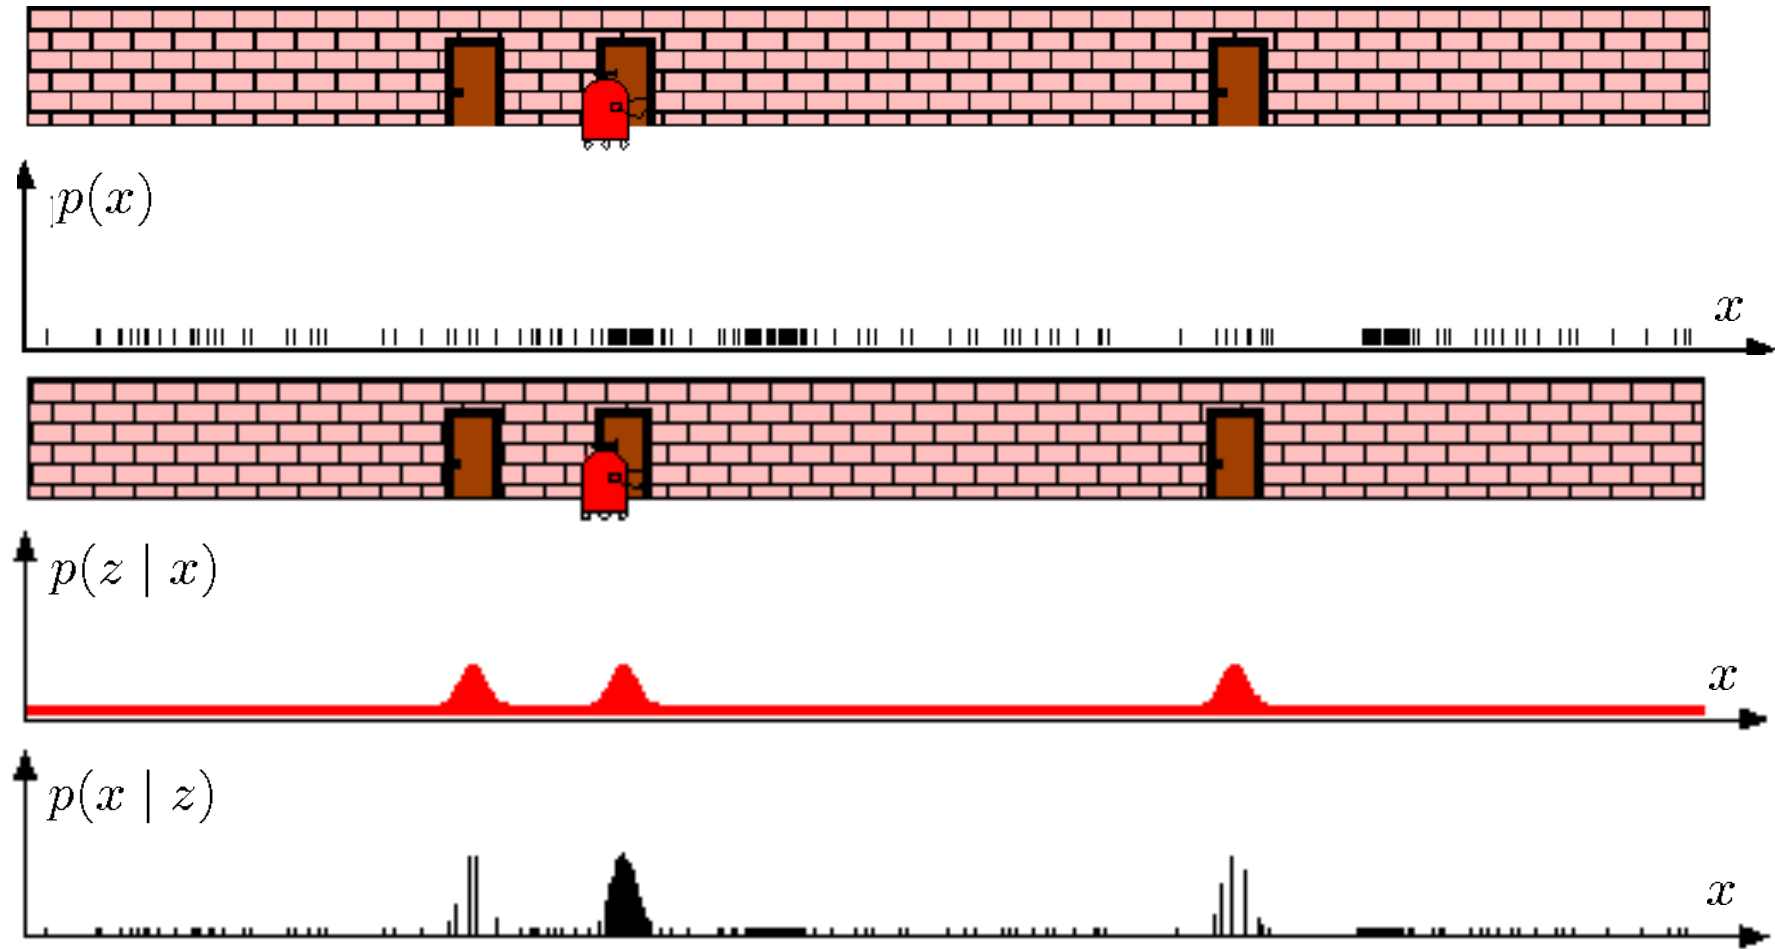 p(x)
x
p(z | x)
x
p(x | z)
x